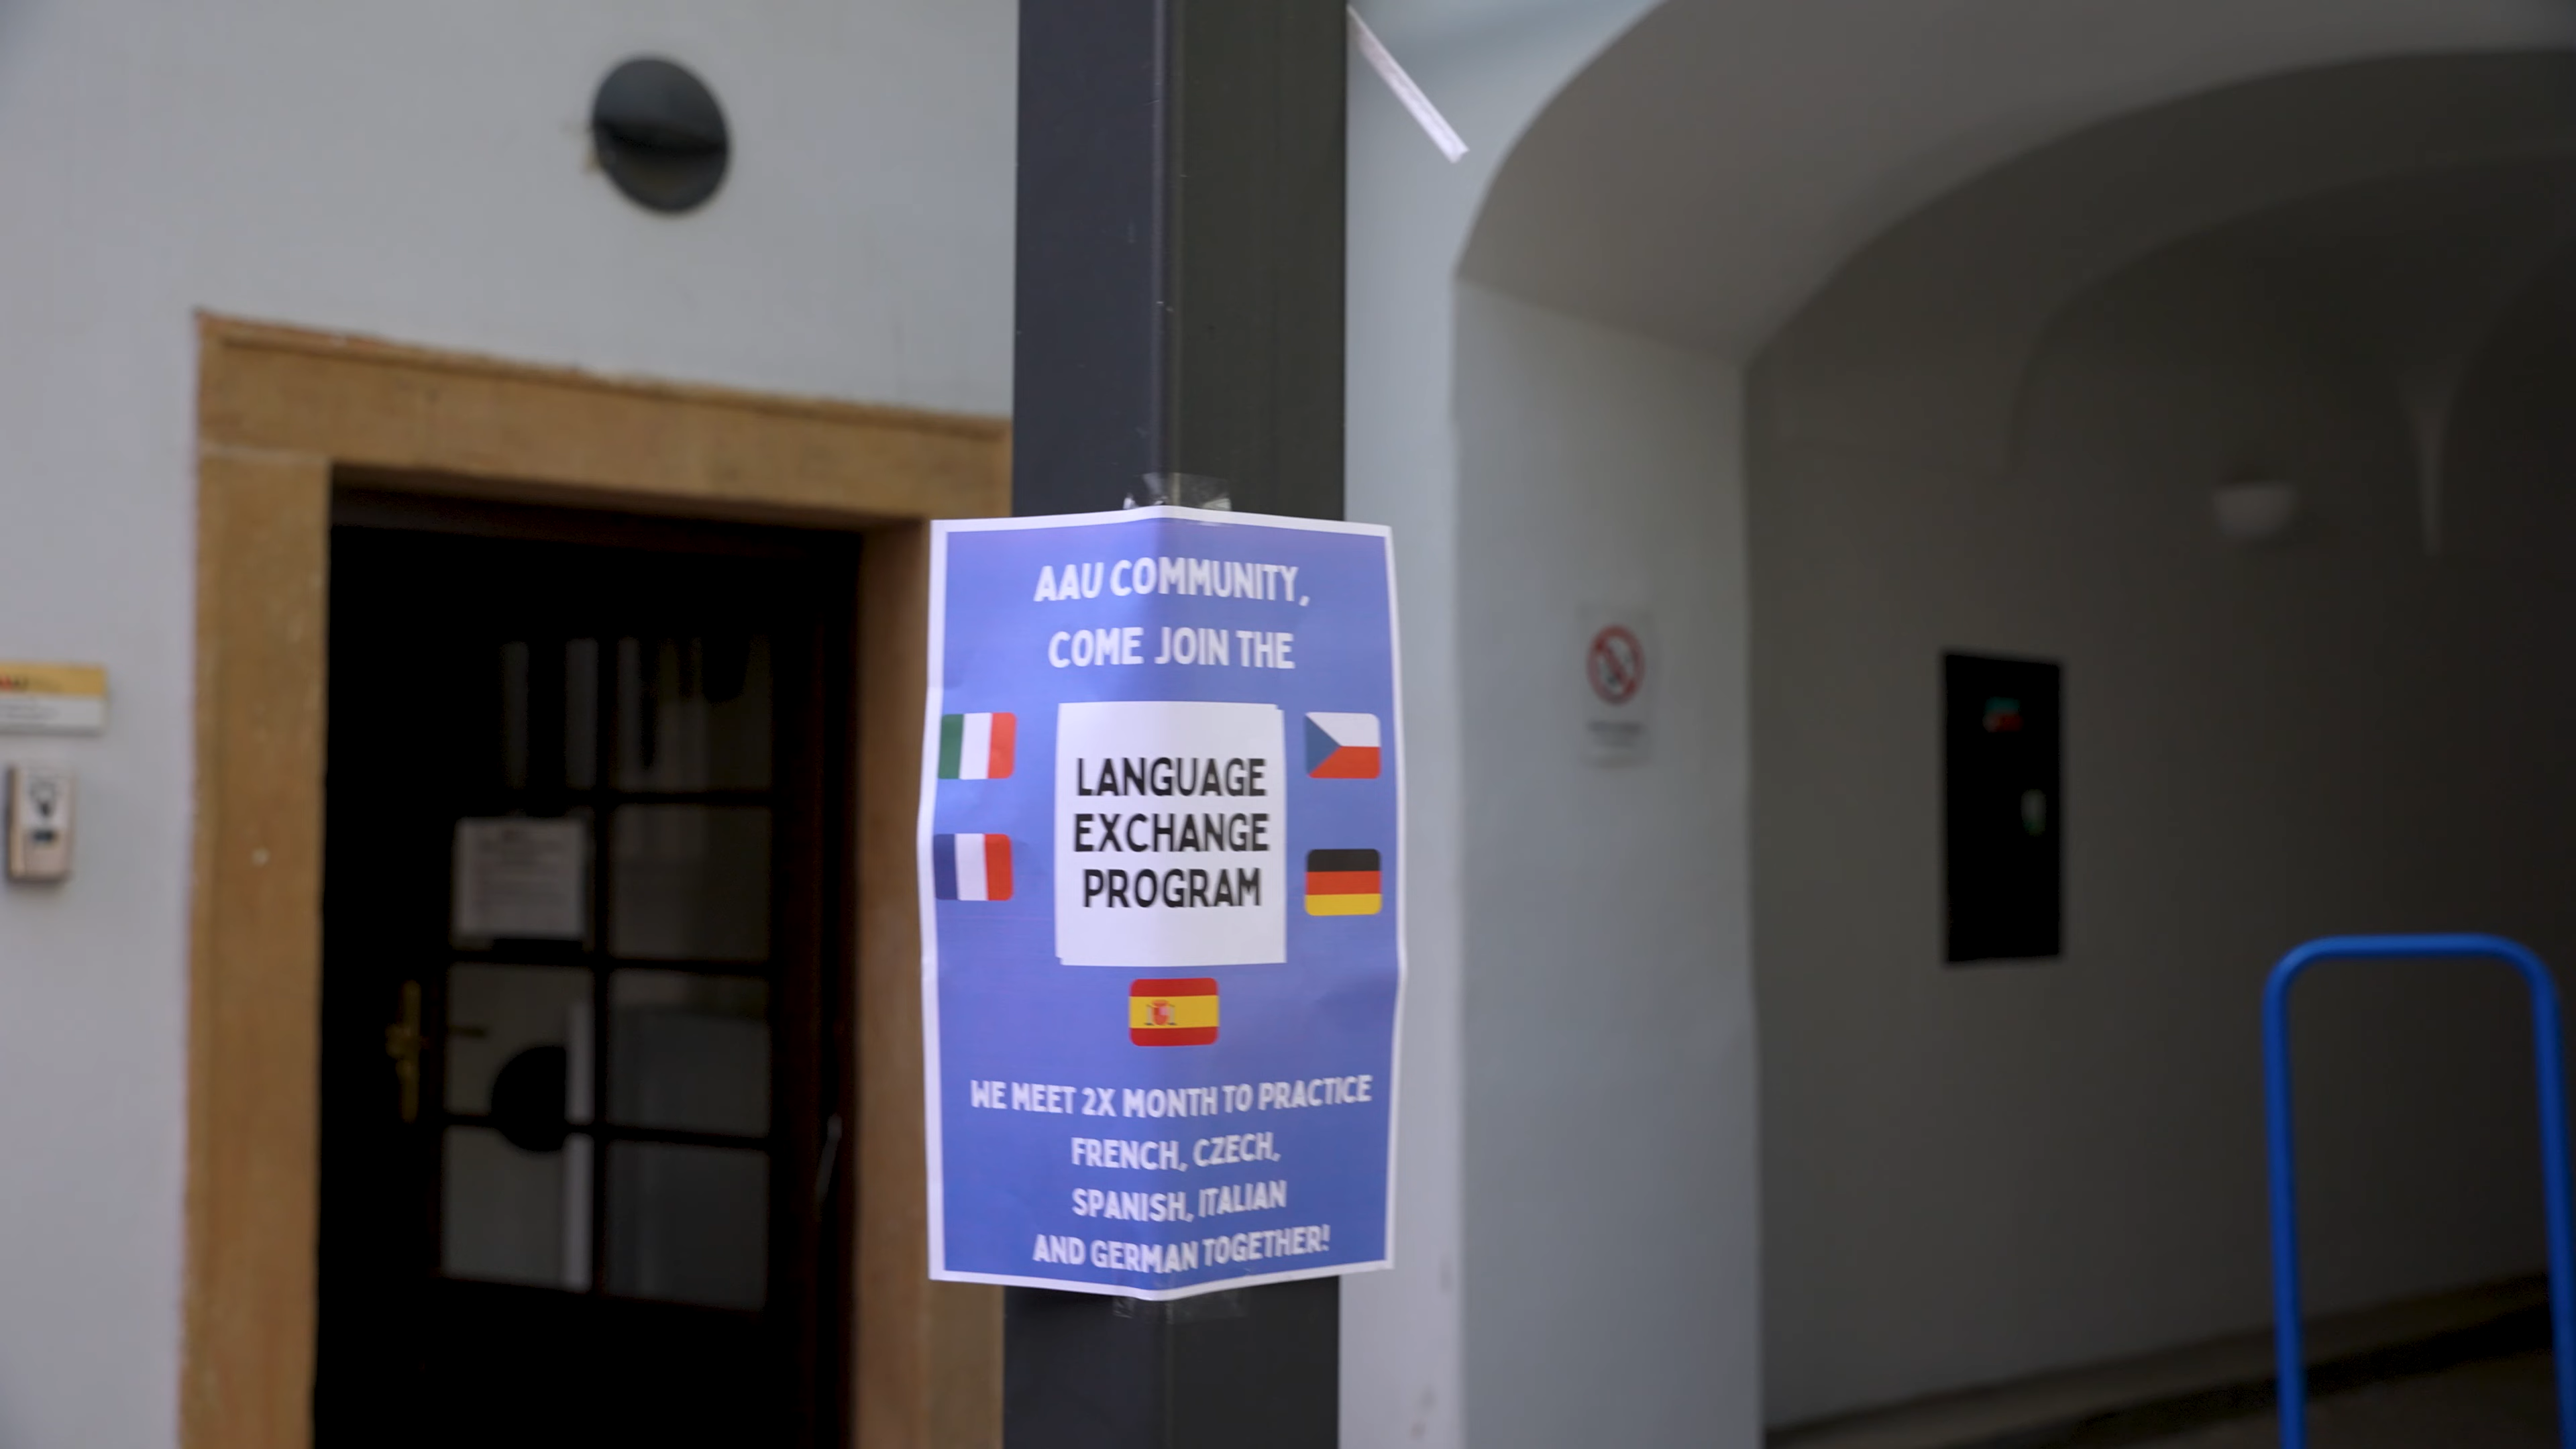 AAU COMMUNITY,
COME JOIN THE
LANGUAGE
EXCHANGE
PROGRAM
WE MEET 2X MONTH TO PRACTICE
FRENCH, CZECH,
SPANISH, ITALIAN
AND GERMAN TOGETHER!